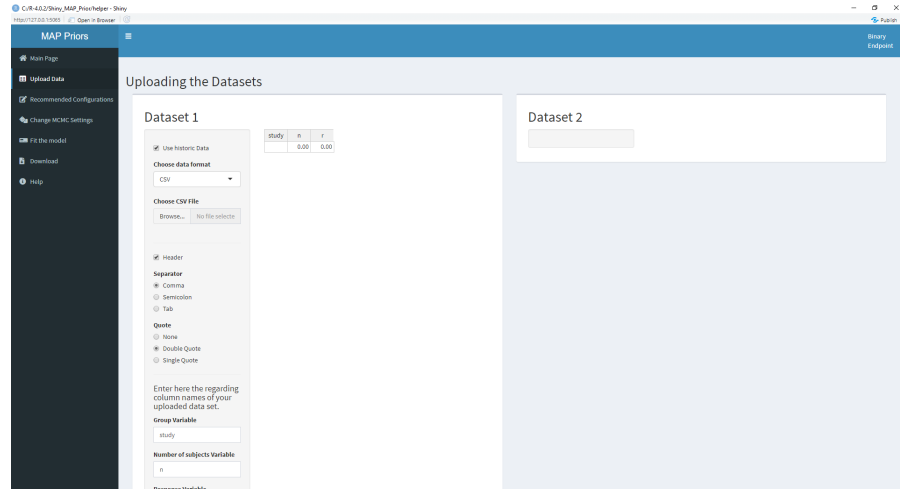 C:/R-4.0.2/Shiny_MAP_Prior/helper - Shiny
http://127.0.0.1:5065 Open in Browser
Publish
MAP Priors
Binary
Endpoint
Main Page
Upload Data
Recommended Configurations
Change MCMC Settings
Fit the model
Download
Help
Uploading the Datasets
Dataset 1
Use historic Data
Choose data format
CSV
Choose CSV File
Browse... No file selecte
Header
Separator
Comma
Semicolon
Tab
Quote
None
Double Quote
Single Quote
Enter here the regarding
column names of your
uploaded data set.
Group Variable
study
Number of subjects Variable
n
Response Variable
study n r
0.00 0.00
Dataset 2